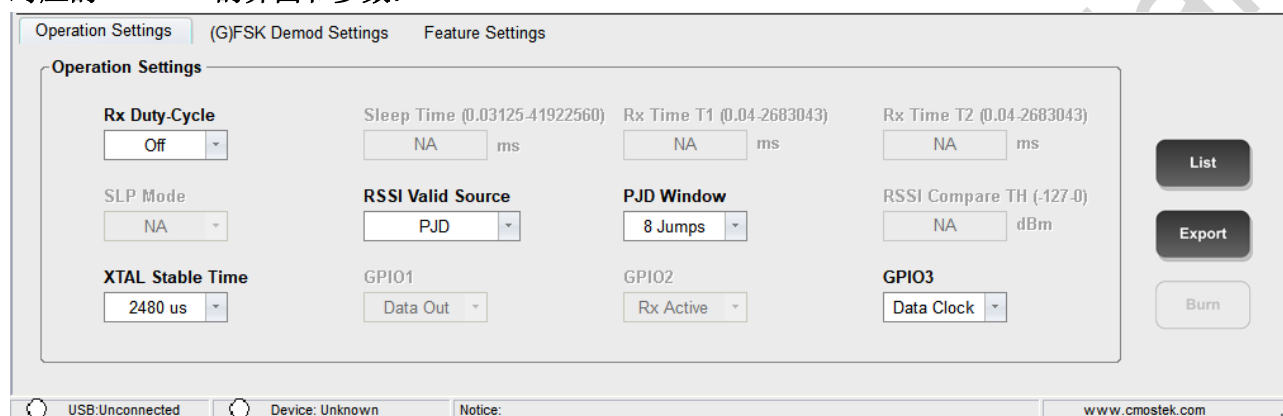 Operation Settings (G)FSK Demod Settings Feature Settings
Operation Settings
Rx Duty-Cycle Sleep Time (0.03125-41922560) Rx Time T1 (0.04-2683043) Rx Time T2 (0.04-2683043)
Off NA ms NA ms NA ms
List
SLP Mode RSSI Valid Source PJD Window RSSI Compare TH (-127-0)
NA PJD 8 Jumps NA dBm
Export
XTAL Stable Time GPIO1 GPIO2 GPIO3
2480 us Data Out Rx Active Data Clock
Burn
USB:Unconnected Device: Unknown Notice: www.cmostek.com